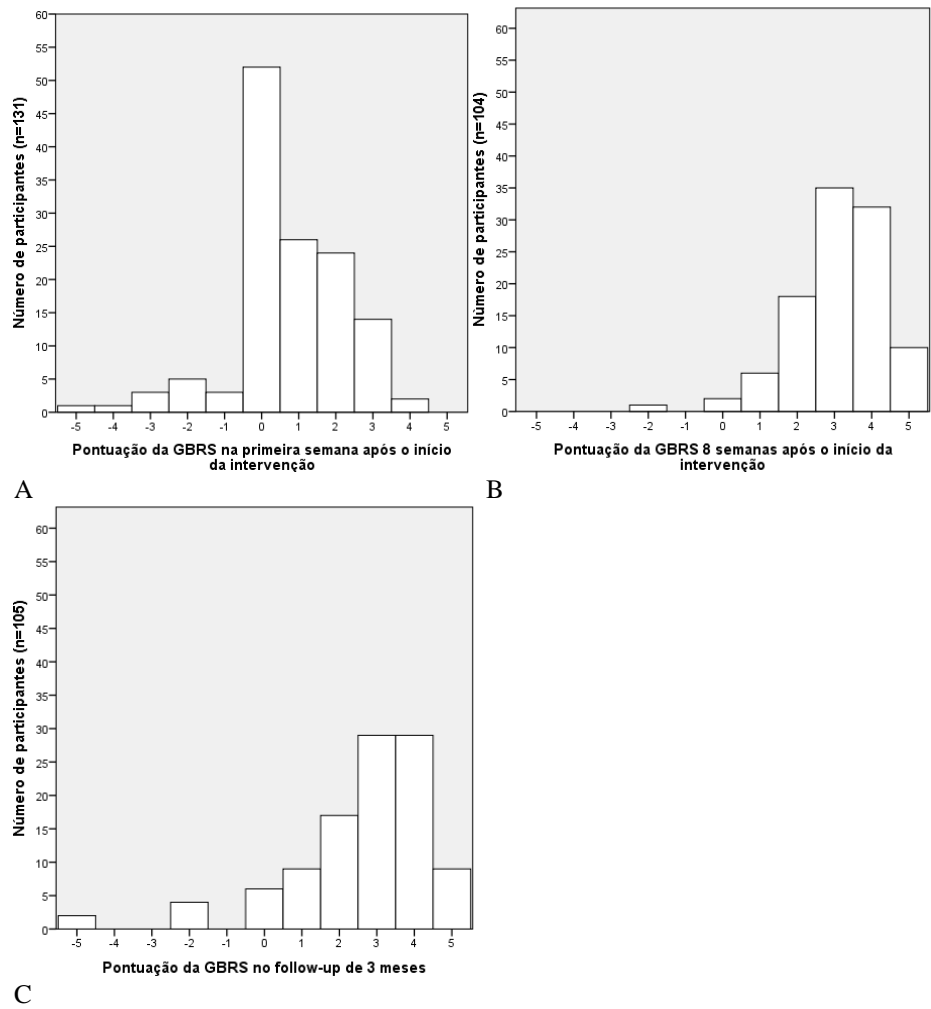 Número de participantes (n=131)
60
55
50
45
40
35
30
25
20
15
10
5
0
-5 -4 -3 -2 -1 0 1 2 3 4 5
Pontuação da GBRS na primeira semana após o início
da intervenção
A
Número de participantes (n=104)
60
55
50
45
40
35
30
25
20
15
10
5
0
-5 -4 -3 -2 -1 0 1 2 3 4 5
Pontuação da GBRS 8 semanas após o início da
intervenção
B
Número de participantes (n=105)
60
55
50
45
40
35
30
25
20
15
10
5
0
-5 -4 -3 -2 -1 0 1 2 3 4 5
Pontuação da GBRS no follow-up de 3 meses
C